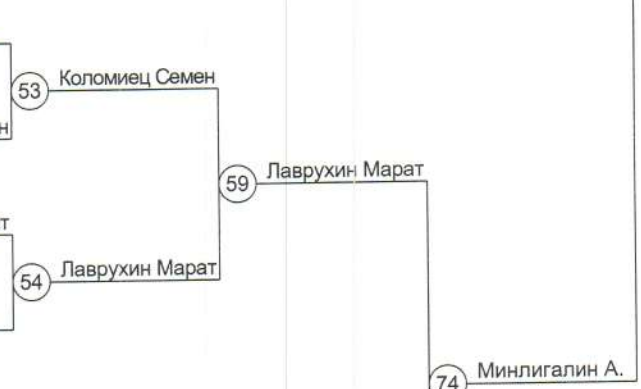 53 Коломиец Семен
н
59 Лаврухин Марат
т
54 Лаврухин Марат
74 Минлигалин А.